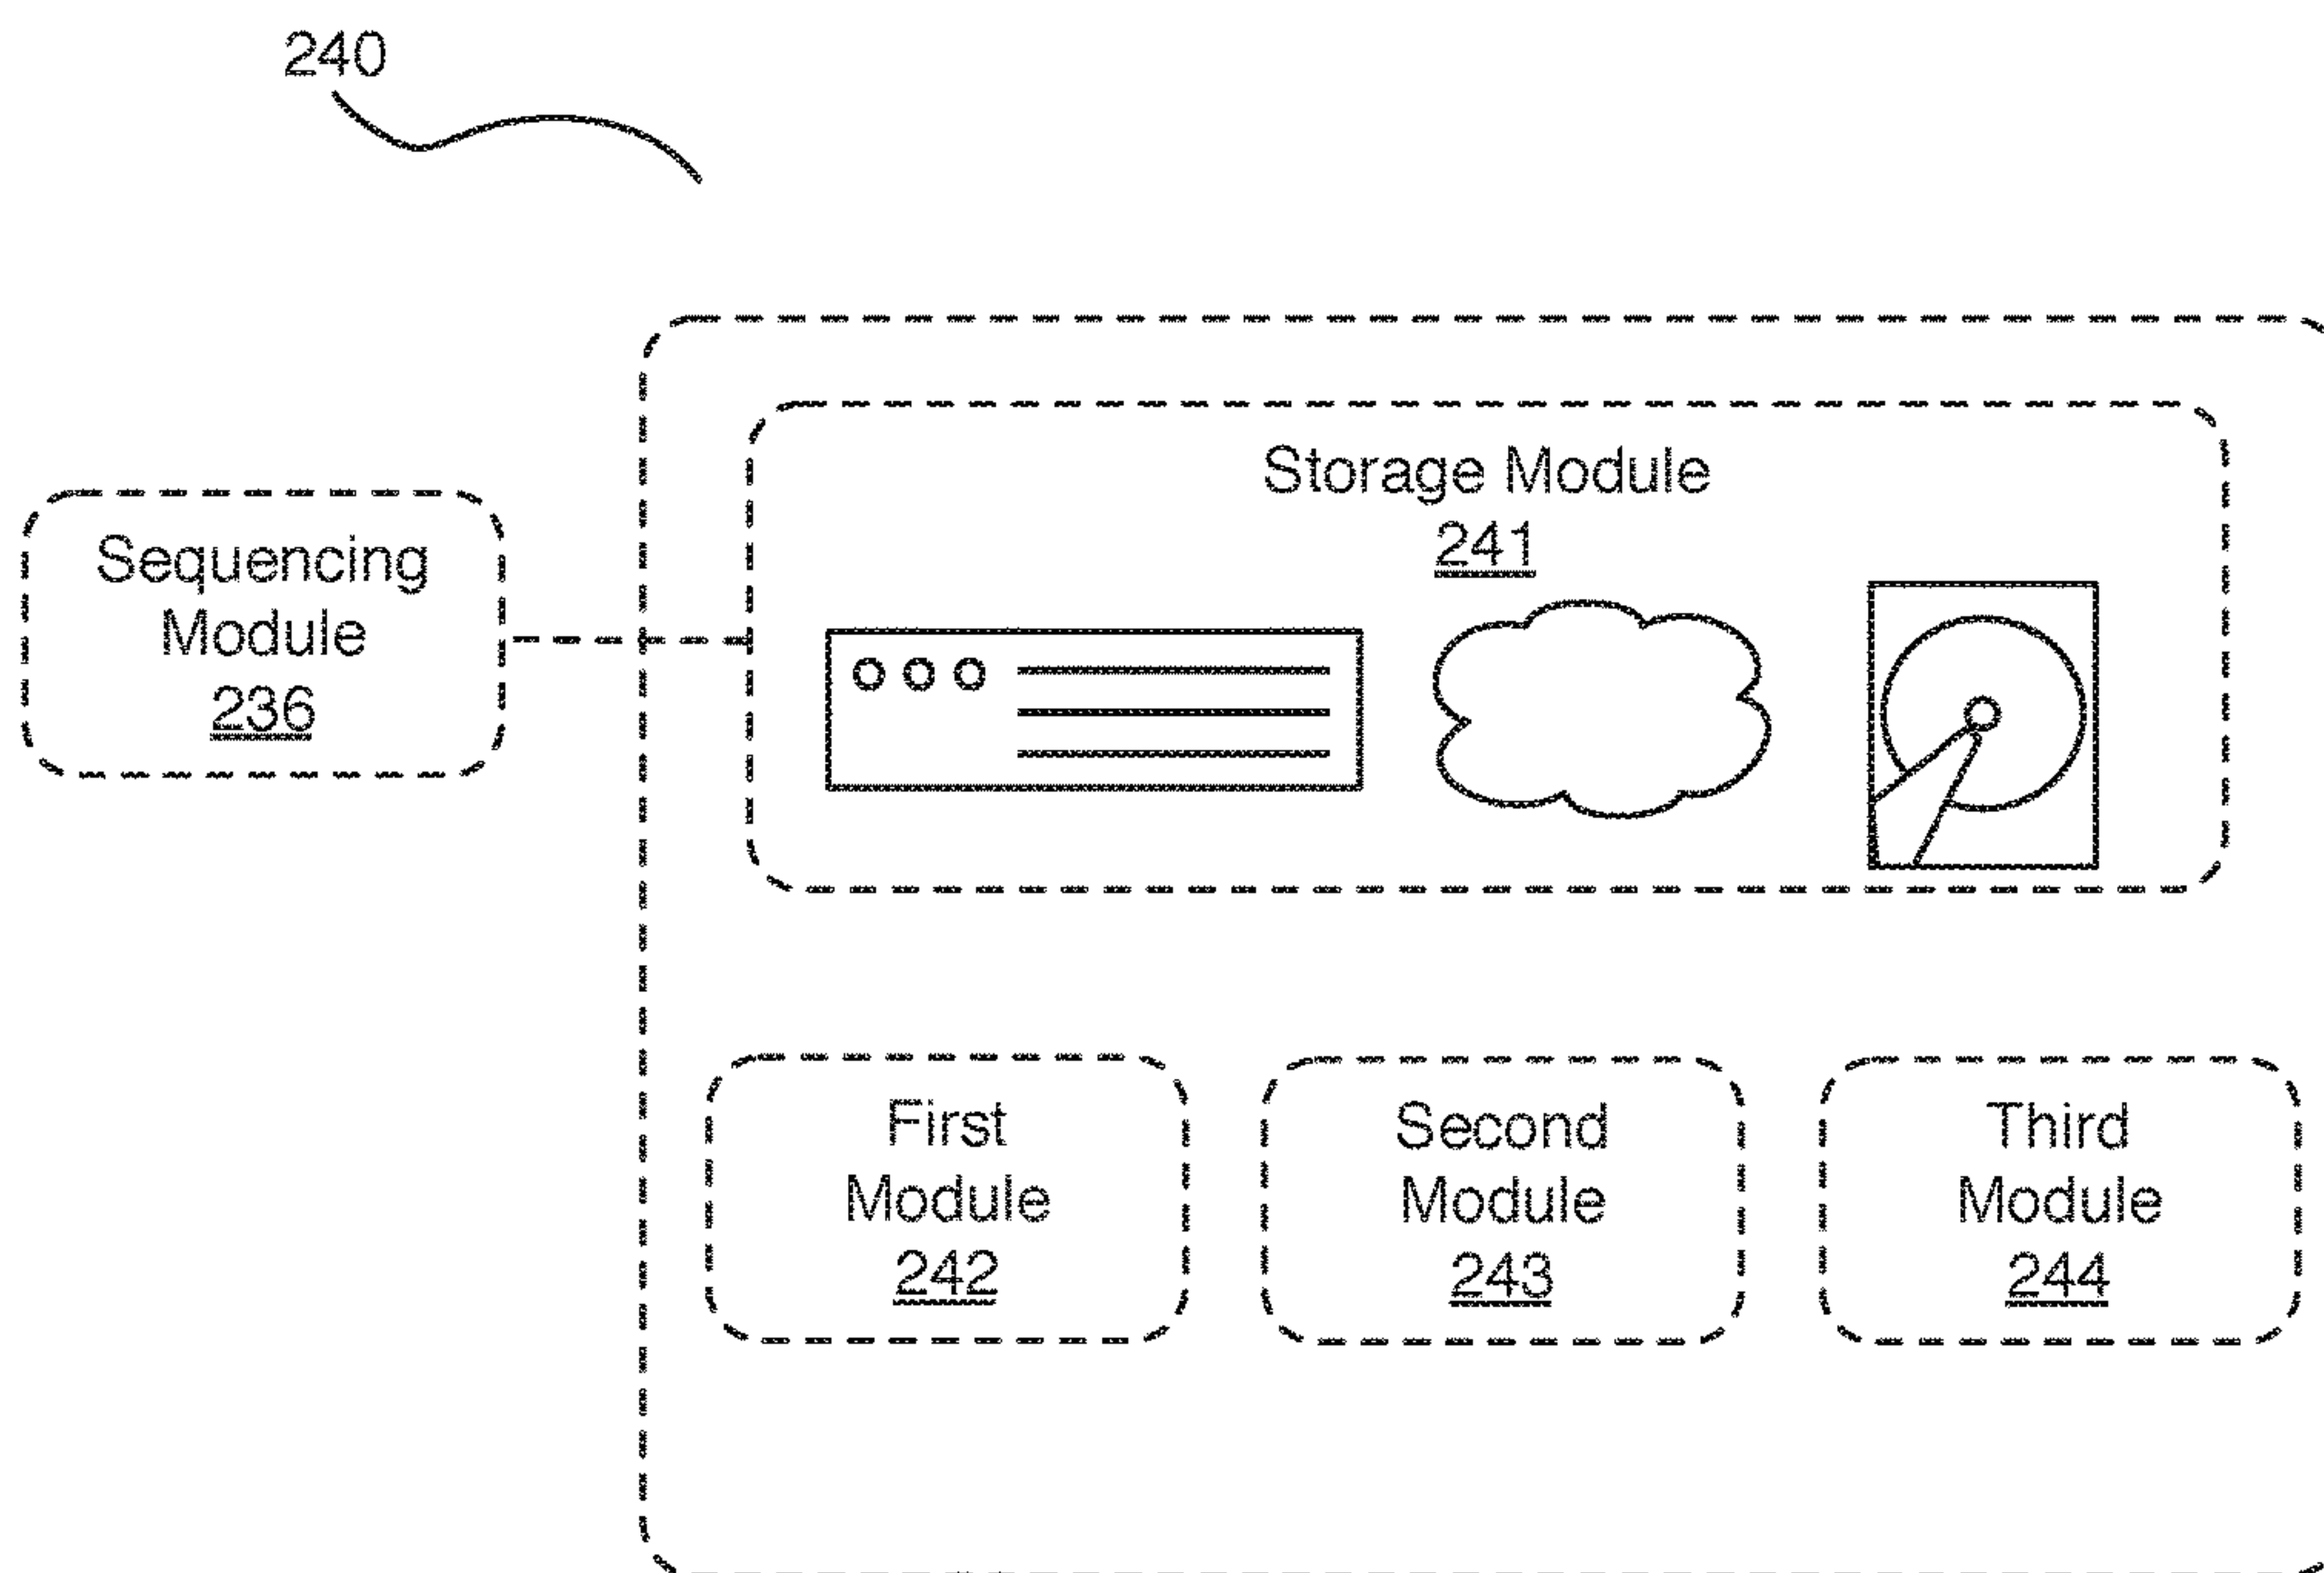 240
Storage Module
241
Sequencing
Module
236
First
Module
242
Second
Module
243
Third
Module
244